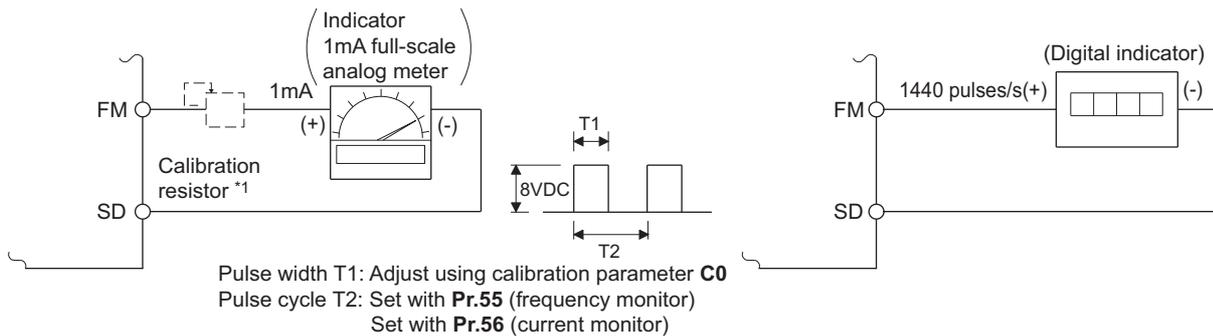 Indicator
1mA full-scale
analog meter
FM
1mA
(+)
(-)
Calibration
resistor *1
SD
8VDC
T1
T2
Pulse width T1: Adjust using calibration parameter C0
Pulse cycle T2: Set with Pr.55 (frequency monitor)
Set with Pr.56 (current monitor)
(Digital indicator)
FM
1440 pulses/s(+)
(-)
SD